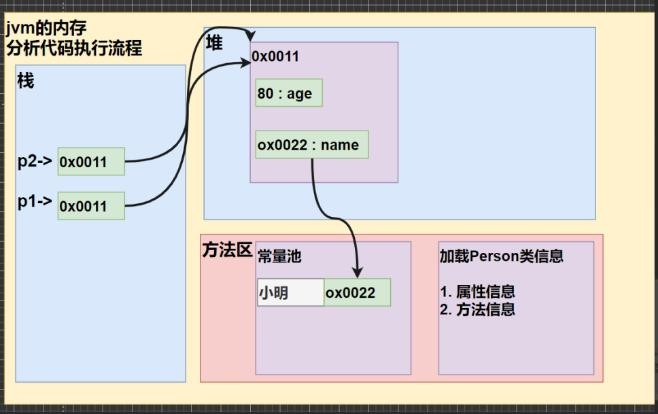 jvm的内存
分析代码执行流程
栈
p2-> 0x0011
p1-> 0x0011
堆
0x0011
80 : age
ox0022 : name
方法区
常量池
小明 ox0022
加载Person类信息
1. 属性信息
2. 方法信息